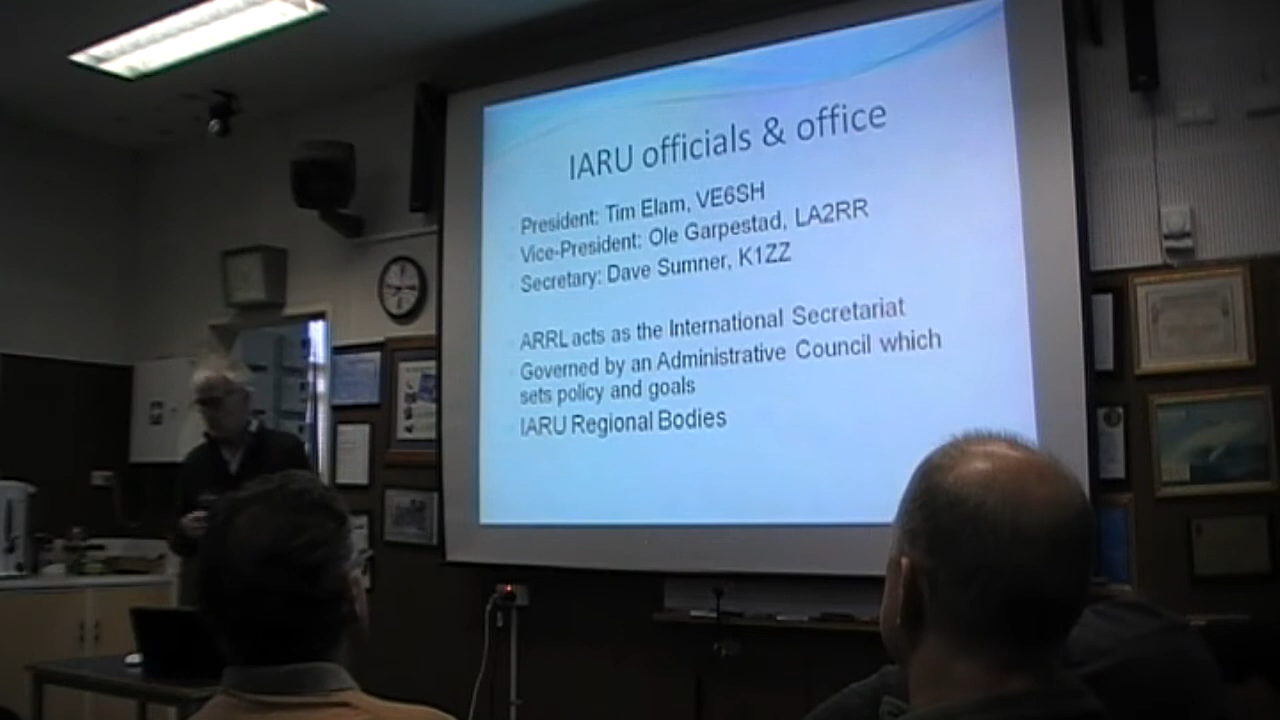 IARU officials & office
President: Tim Elam, VE6SH
Vice-President: Ole Garpestad, LA2RR
Secretary: Dave Sumner, K1ZZ
ARRL acts as the International Secretariat
Governed by an Administrative Council which
sets policy and goals
IARU Regional Bodies